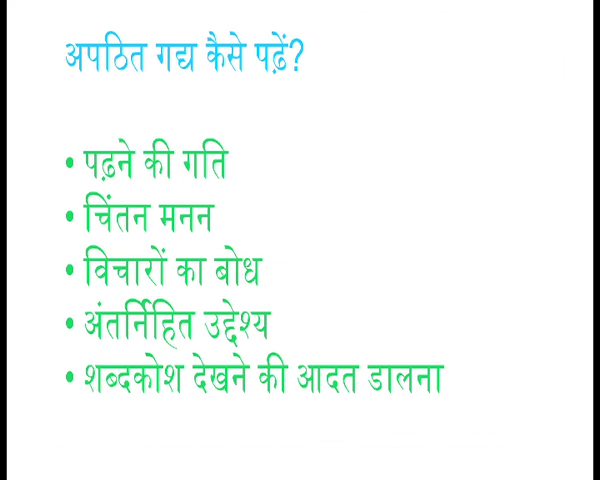 अपठित गद्य कैसे पढ़ें?
• पढ़ने की गति
• चिंतन मनन
• विचारों का बोध
• अंतर्निहित उद्देश्य
• शब्दकोश देखने की आदत डालना